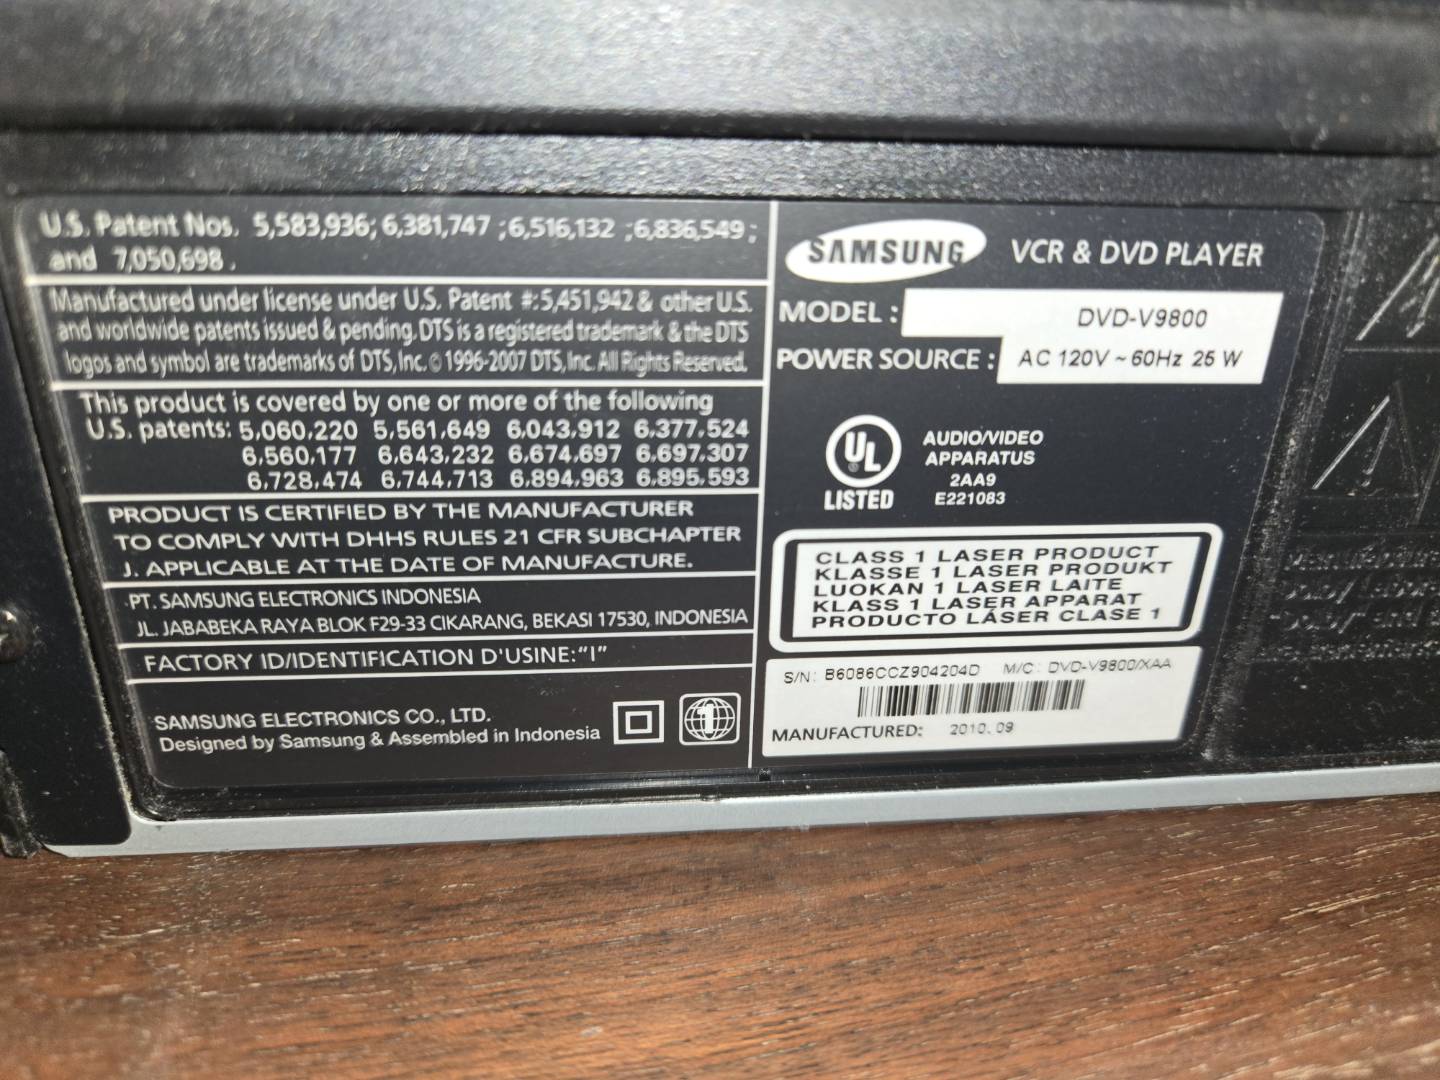 U.S. Patent Nos. 5,583,936; 6,381,747 ;6,516,132 ;6,836,549;
and 7,050,698 .
Manufactured under license under U.S. Patent #:5,451,942 & other U.S.
and worldwide patents issued & pending. DTS is a registered trademark & the DTS
logos and symbol are trademarks of DTS, Inc. © 1996-2007 DTS, Inc. All Rights Reserved.
This product is covered by one or more of the following
U.S. patents: 5,060,220 5,561,649 6,043,912 6,377,524
6,560,177 6,643,232 6,674,697 6,697,307
6,728,474 6,744,713 6,894,963 6,895,593
PRODUCT IS CERTIFIED BY THE MANUFACTURER
TO COMPLY WITH DHHS RULES 21 CFR SUBCHAPTER
J. APPLICABLE AT THE DATE OF MANUFACTURE.
PT. SAMSUNG ELECTRONICS INDONESIA
JL. JABABEKA RAYA BLOK F29-33 CIKARANG, BEKASI 17530, INDONESIA
FACTORY ID/IDENTIFICATION D'USINE:"I"
SAMSUNG ELECTRONICS CO., LTD.
Designed by Samsung & Assembled in Indonesia
1
SAMSUNG VCR & DVD PLAYER
MODEL : DVD-V9800
POWER SOURCE : AC 120V ~ 60Hz 25 W
UL ®
LISTED
AUDIO/VIDEO
APPARATUS
2AA9
E221083
CLASS 1 LASER PRODUCT
KLASSE 1 LASER PRODUKT
LUOKAN 1 LASER LAITE
KLASS 1 LASER APPARAT
PRODUCTO LÁSER CLASE 1
S/N: B6086CCZ904204D M/C: DVD-V9800/XAA
MANUFACTURED: 2010. 09